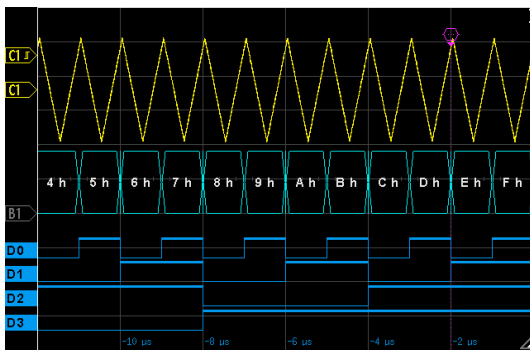 C1
C1
4 h 5 h 6 h 7 h 8 h 9 h A h B h C h D h E h F h
B1
D0
D1
D2
D3
-10 µs -8 µs -6 µs -4 µs -2 µs